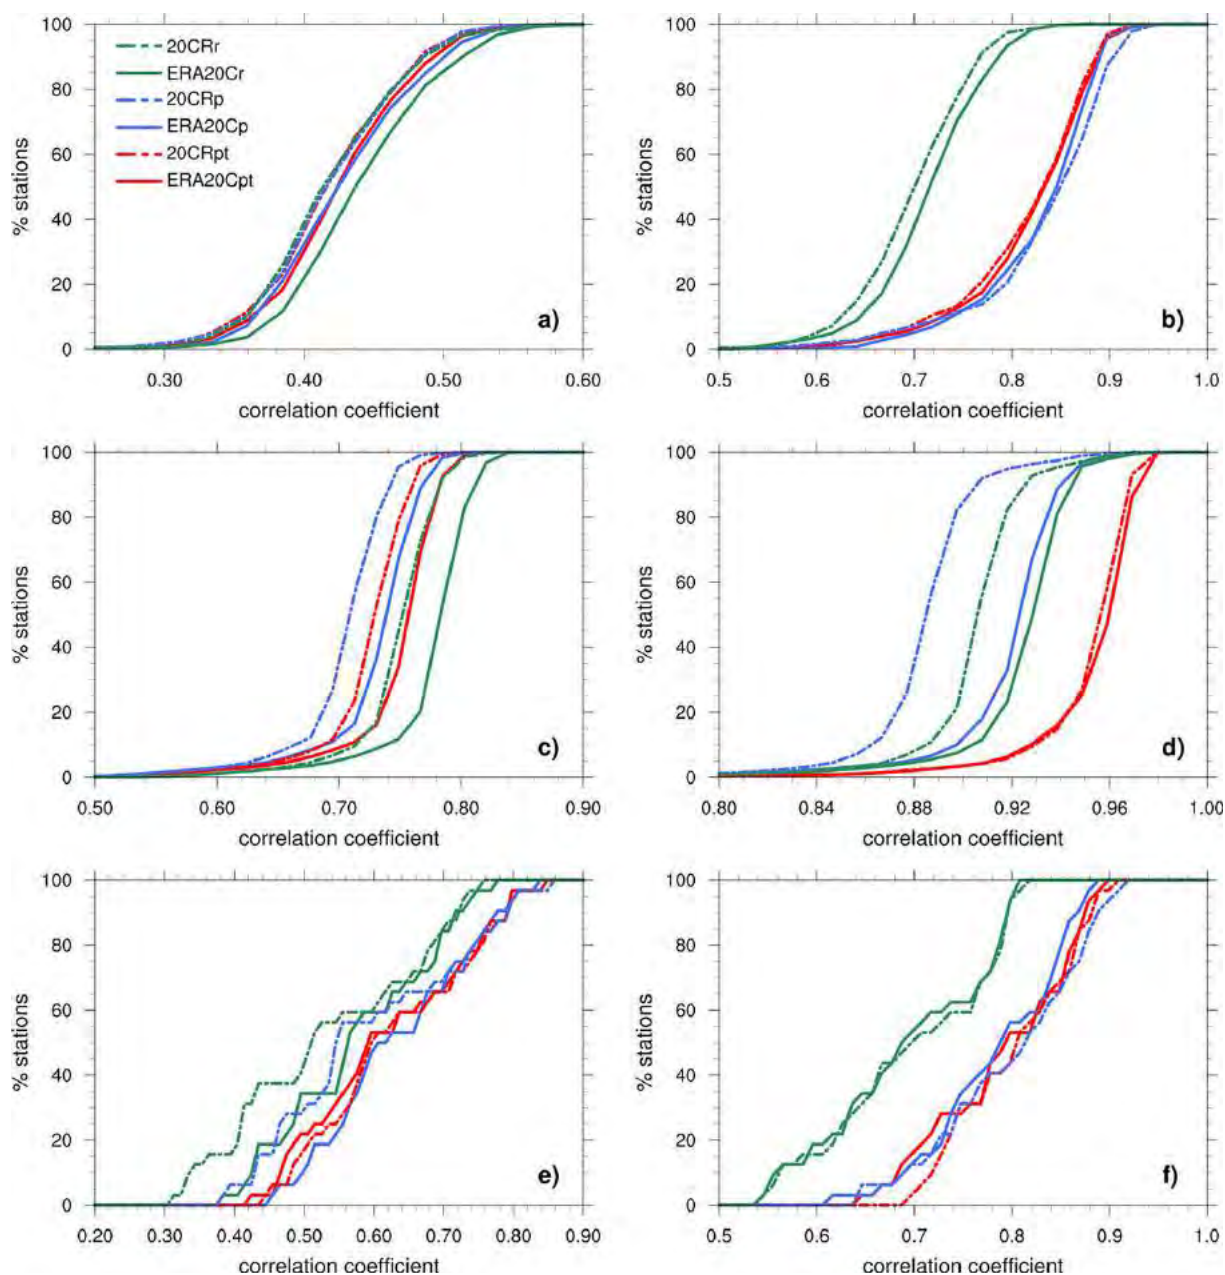 100
80
60
40
20
0
% stations
20CRr
ERA20Cr
20CRp
ERA20Cp
20CRpt
ERA20Cpt
a)
0.30 0.40 0.50 0.60
correlation coefficient
100
80
60
40
20
0
% stations
b)
0.5 0.6 0.7 0.8 0.9 1.0
correlation coefficient
100
80
60
40
20
0
% stations
c)
0.50 0.60 0.70 0.80 0.90
correlation coefficient
100
80
60
40
20
0
% stations
d)
0.80 0.84 0.88 0.92 0.96 1.00
correlation coefficient
100
80
60
40
20
0
% stations
e)
0.20 0.30 0.40 0.50 0.60 0.70 0.80 0.90
correlation coefficient
100
80
60
40
20
0
% stations
f)
0.5 0.6 0.7 0.8 0.9 1.0
correlation coefficient